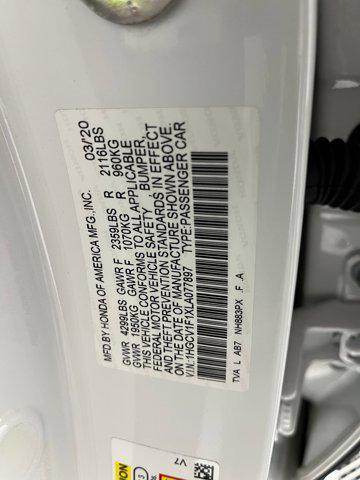 MFD. BY HONDA OF AMERICA MFG.,INC. 03/20
GVWR 4299LBS GAWR F 2359LBS R 2116LBS
GVWR 1950KG GAWR F 1070KG R 960KG
THIS VEHICLE CONFORMS TO ALL APPLICABLE
FEDERAL MOTOR VEHICLE SAFETY, BUMPER,
AND THEFT PREVENTION STANDARDS IN EFFECT
ON THE DATE OF MANUFACTURE SHOWN ABOVE.
V.I.N.:1HGCV1F1XLA077897 TYPE:PASSENGER CAR
TVA L AB7 NH883PX F A
V7